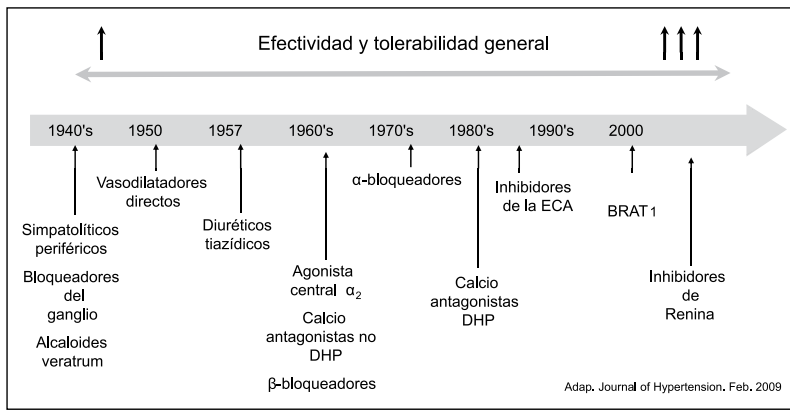 Efectividad y tolerabilidad general
1940's 1950 1957 1960's 1970's 1980's 1990's 2000
Simpatolíticos
periféricos
Bloqueadores
del
ganglio
Alcaloides
veratrum
Vasodilatadores
directos
Diuréticos
tiazídicos
Agonista
central α₂
Calcio
antagonistas no
DHP
β-bloqueadores
α-bloqueadores
Calcio
antagonistas
DHP
Inhibidores
de la ECA
BRAT1
Inhibidores
de
Renina
Adap. Journal of Hypertension. Feb. 2009